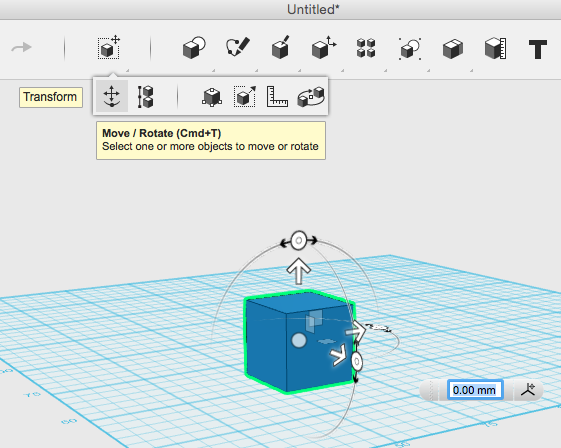 Untitled*
Transform
Move / Rotate (Cmd+T)
Select one or more objects to move or rotate
0.00 mm
75
50